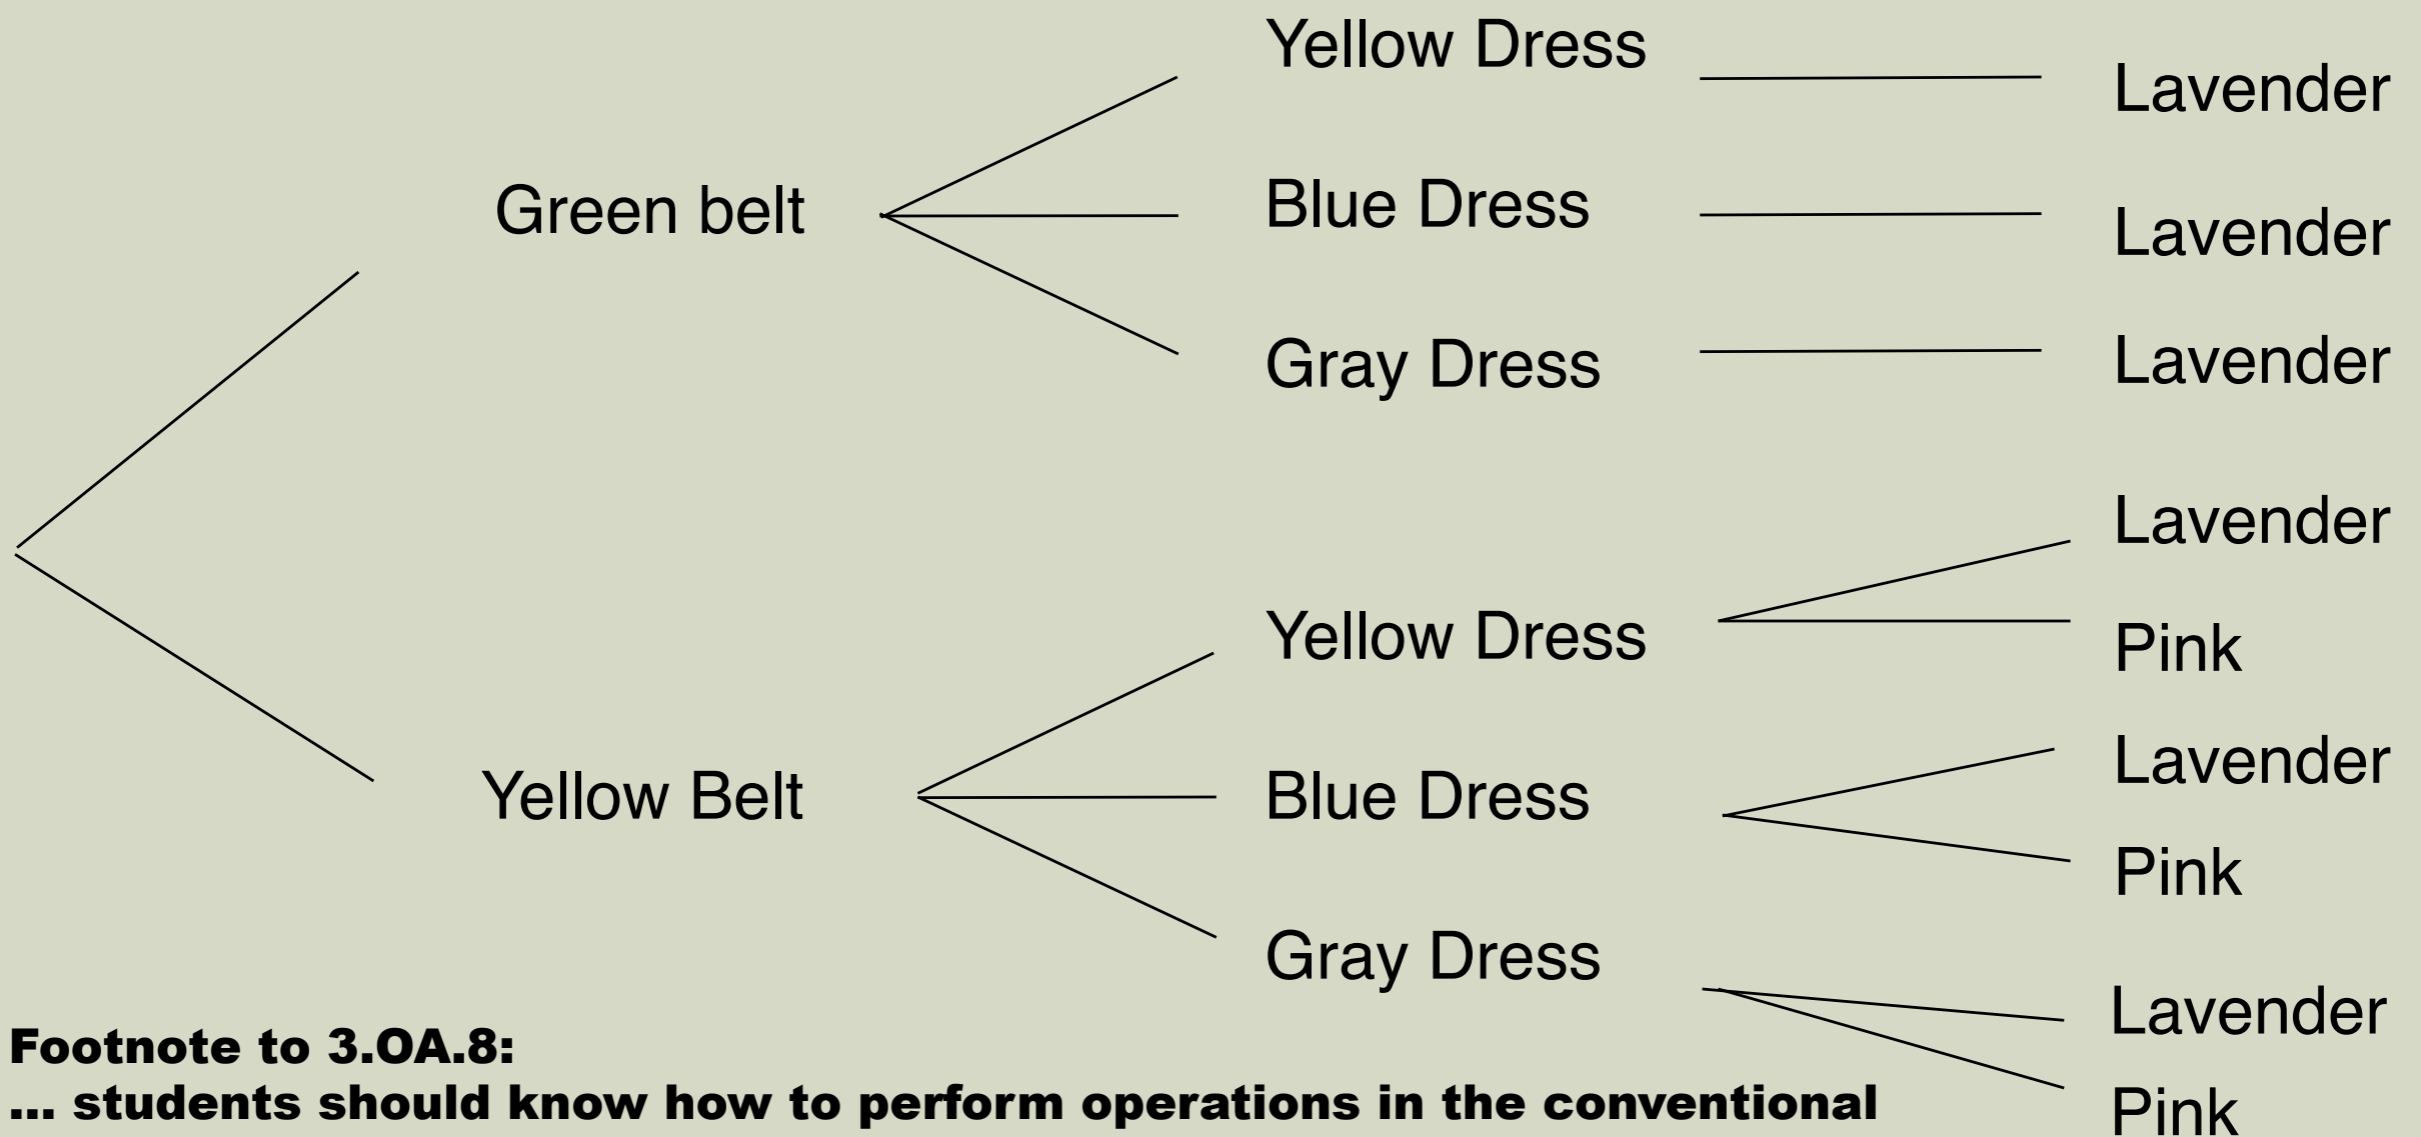 Yellow Dress
Lavender
Green belt
Blue Dress
Lavender
Gray Dress
Lavender
Lavender
Yellow Dress
Pink
Lavender
Yellow Belt
Blue Dress
Pink
Gray Dress
Lavender
Pink
Footnote to 3.OA.8:
... students should know how to perform operations in the conventional